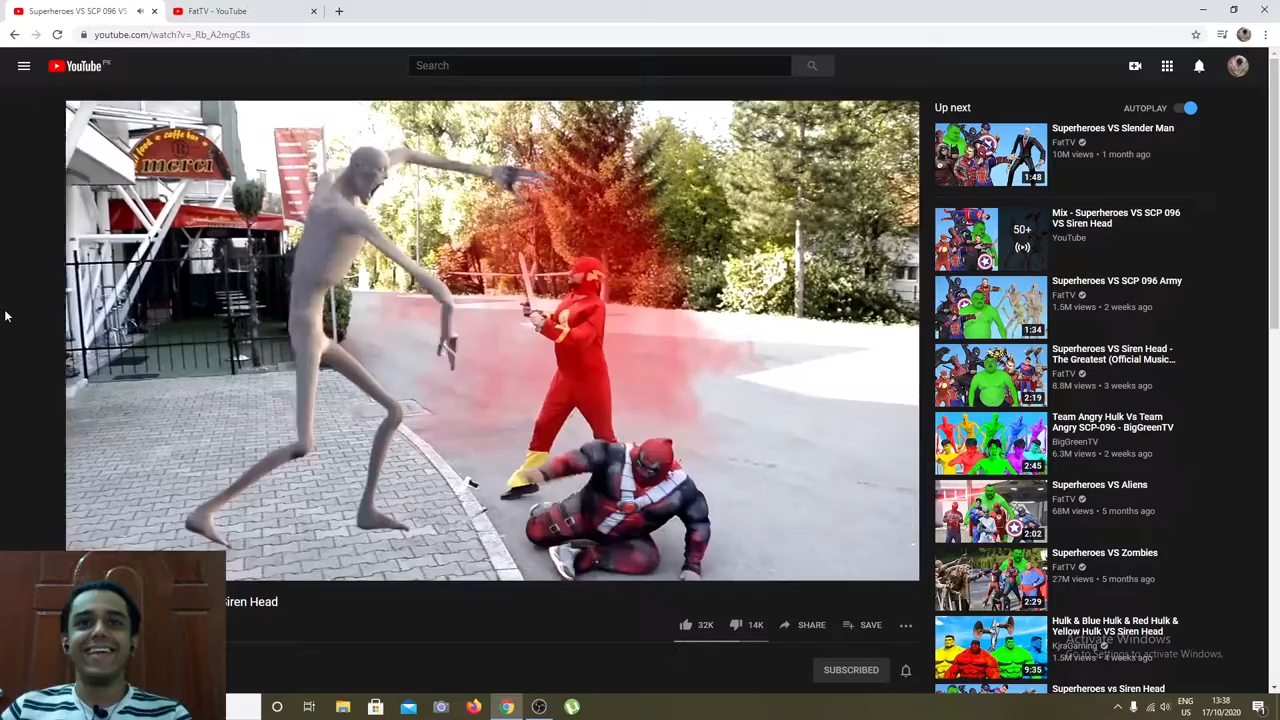 Superheroes VS SCP 096 VS
FatTV - YouTube
youtube.com/watch?v=_Rb_A2mgCBs
YouTube PK
Search
food caffe bar
merci
Siren Head
32K
14K
SHARE
SAVE
SUBSCRIBED
Up next
AUTOPLAY
1:48
Superheroes VS Slender Man
FatTV
10M views • 1 month ago
50+
Mix - Superheroes VS SCP 096
VS Siren Head
YouTube
1:34
Superheroes VS SCP 096 Army
FatTV
1.5M views • 2 weeks ago
2:19
Superheroes VS Siren Head -
The Greatest (Official Music...
FatTV
8.8M views • 3 weeks ago
2:45
Team Angry Hulk Vs Team
Angry SCP-096 - BigGreenTV
BigGreenTV
6.3M views • 2 weeks ago
2:02
Superheroes VS Aliens
FatTV
68M views • 5 months ago
2:29
Superheroes VS Zombies
FatTV
27M views • 5 months ago
9:35
Hulk & Blue Hulk & Red Hulk &
Yellow Hulk VS Siren Head
KjraGaming
1.5M
Superheroes vs Siren Head
Activate Windows
Go to Settings to activate Windows.
ENG
US
13:38
17/10/2020